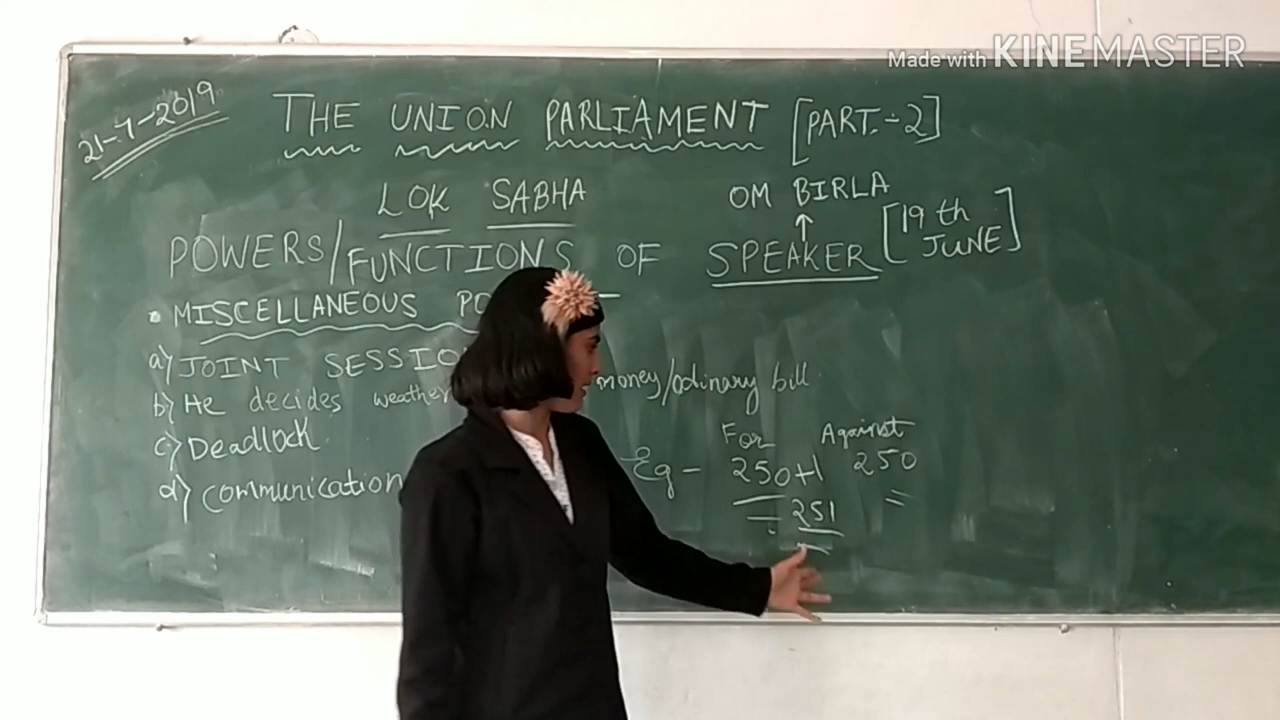 Made with KINEMASTER
21-7-2019
THE UNION PARLIAMENT [PART.-2]
LOK SABHA
OM BIRLA
POWERS/FUNCTIONS OF SPEAKER [19th JUNE]
• MISCELLANEOUS
a) JOINT
b) He decides weather money/odinary bill
c) Deadlock
d) communication
For Against
Eg - 250+1 250
= 251